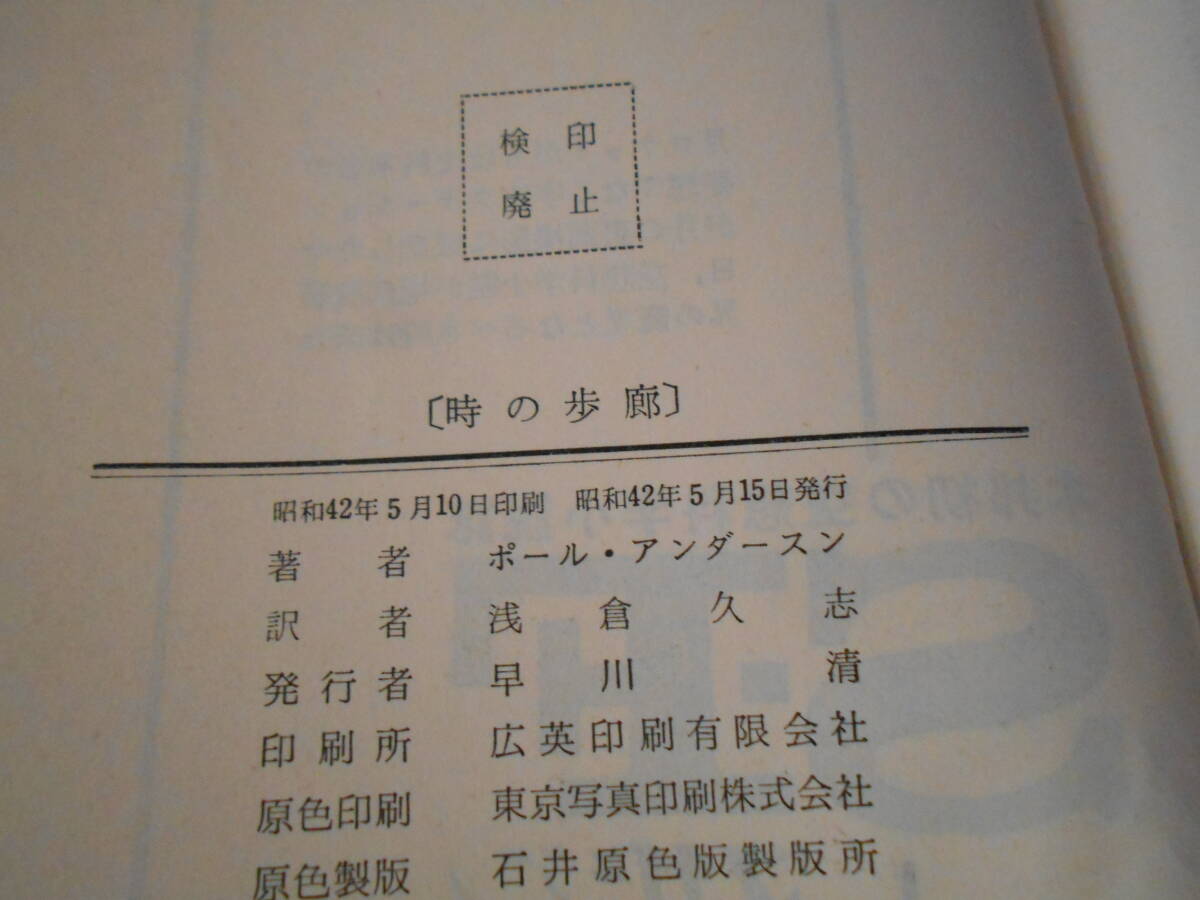 検印
廃止
〔時の歩廊〕
昭和42年5月10日印刷　昭和42年5月15日発行
著者　ポール・アンダースン
訳者　浅倉久志
発行者　早川清
印刷所　広英印刷有限会社
原色印刷　東京写真印刷株式会社
原色製版　石井原色版製版所